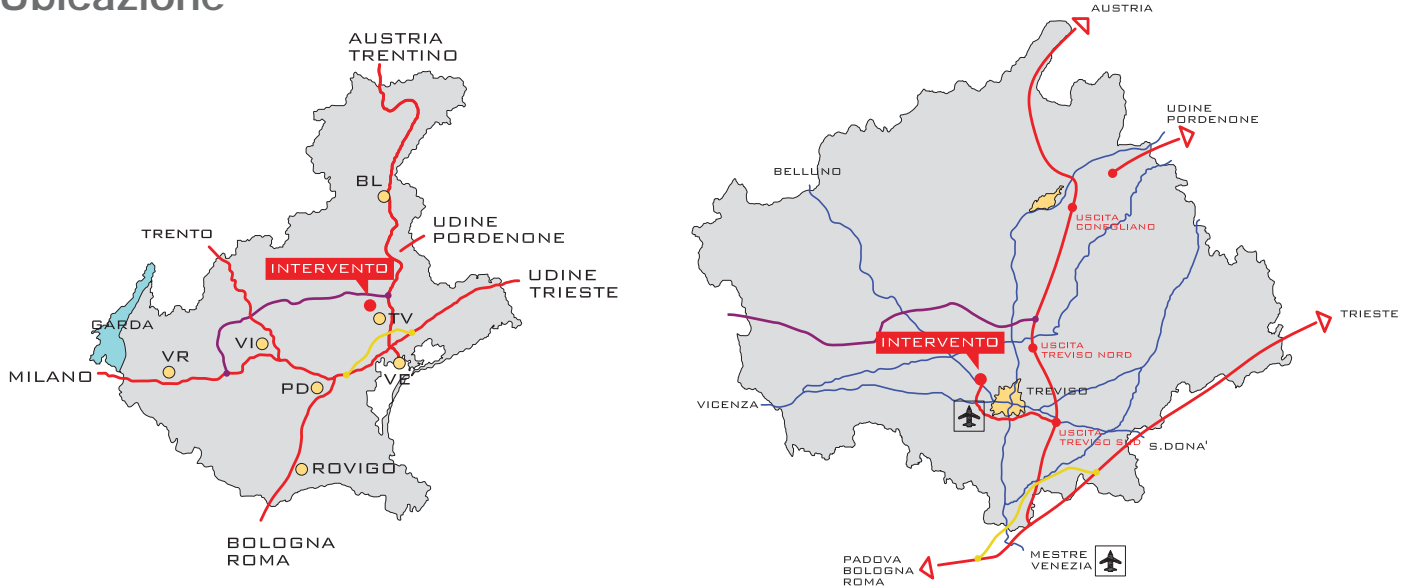 Ubicazione
AUSTRIA
TRENTINO
BL
TRENTO
UDINE
PORDENONE
INTERVENTO
UDINE
TRIESTE
GARDA
TV
VI
VR
MILANO
PD
VE
ROVIGO
BOLOGNA
ROMA
AUSTRIA
UDINE
PORDENONE
BELLUNO
USCITA
CONEGLIANO
TRIESTE
INTERVENTO
USCITA
TREVISO NORD
TREVISO
VICENZA
USCITA
TREVISO SUD
S.DONA'
MESTRE
VENEZIA
PADOVA
BOLOGNA
ROMA